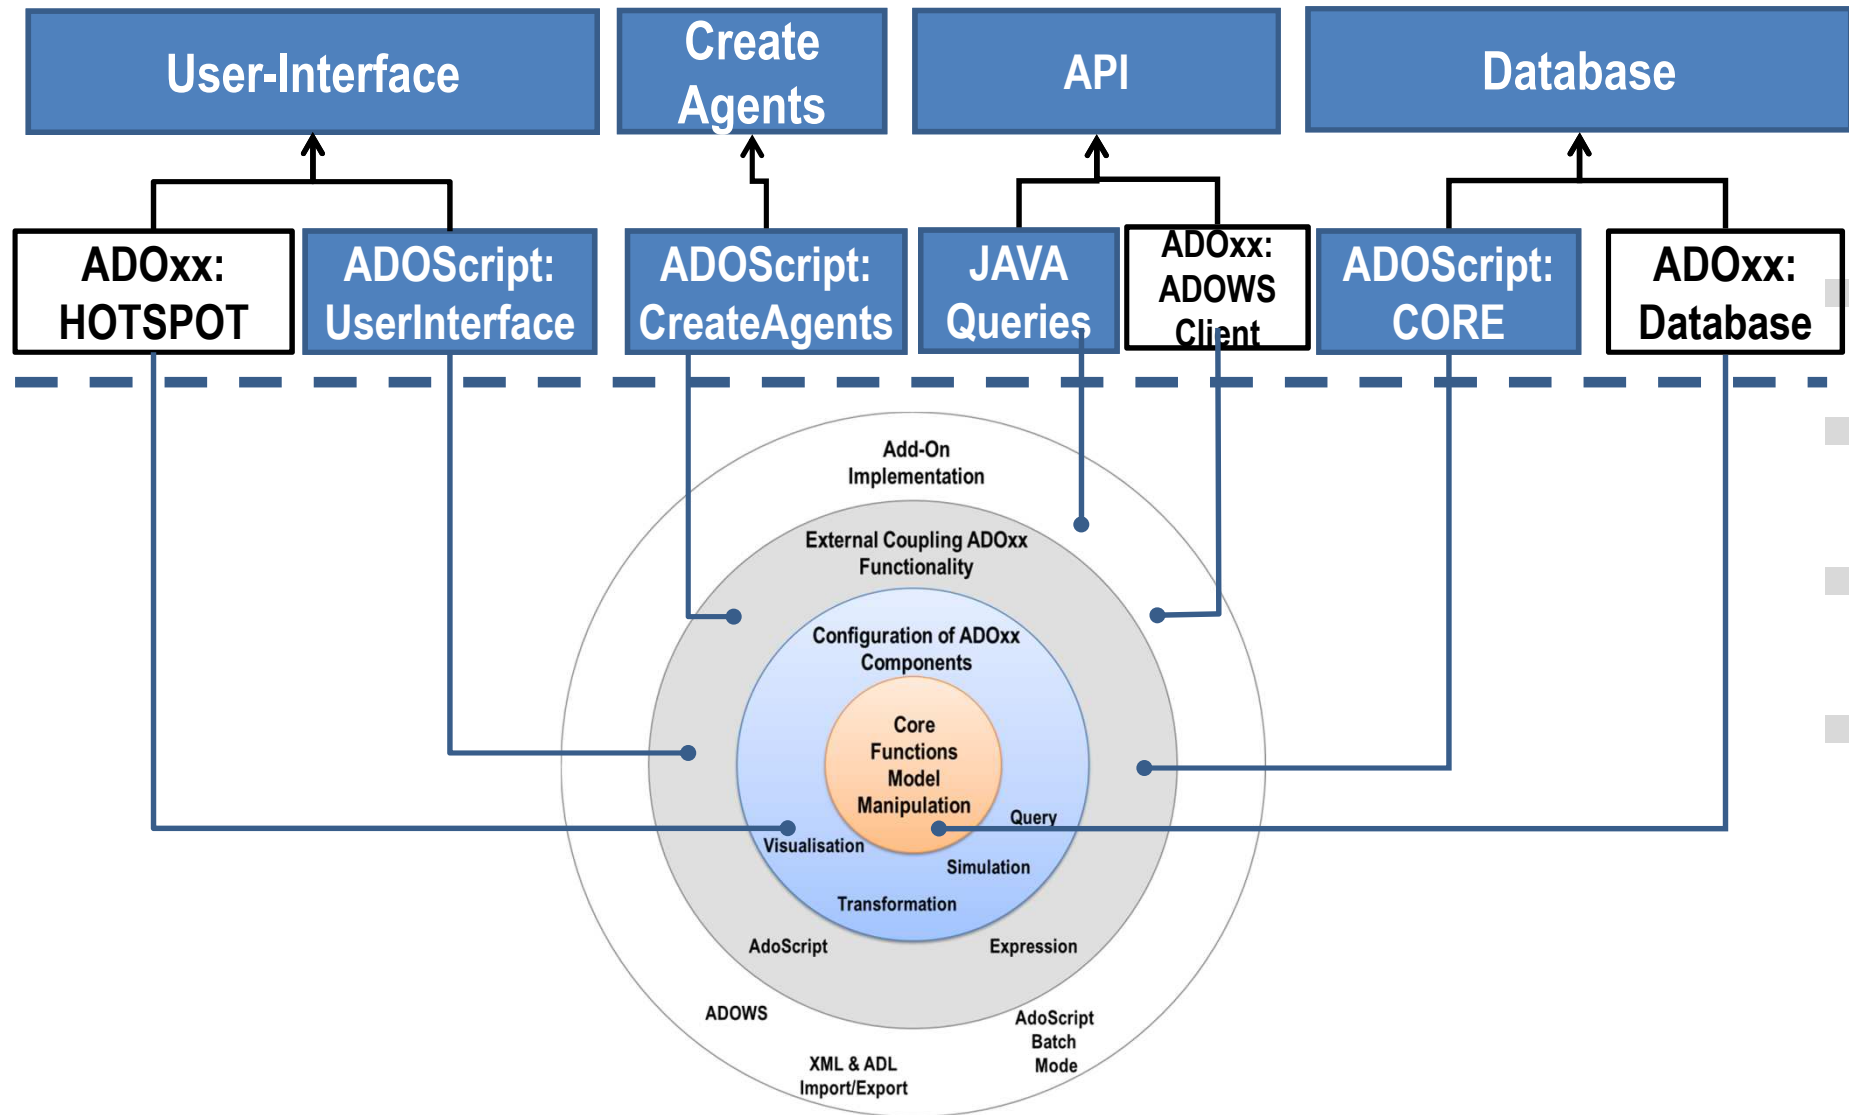 User-Interface
Create
Agents
API
Database
ADOxx:
HOTSPOT
ADOScript:
UserInterface
ADOScript:
CreateAgents
JAVA
Queries
ADOxx:
ADOWS
Client
ADOScript:
CORE
ADOxx:
Database
Add-On
Implementation
External Coupling ADOxx
Functionality
Configuration of ADOxx
Components
Core
Functions
Model
Manipulation
Query
Visualisation
Simulation
Transformation
AdoScript
Expression
ADOWS
AdoScript
Batch
Mode
XML & ADL
Import/Export